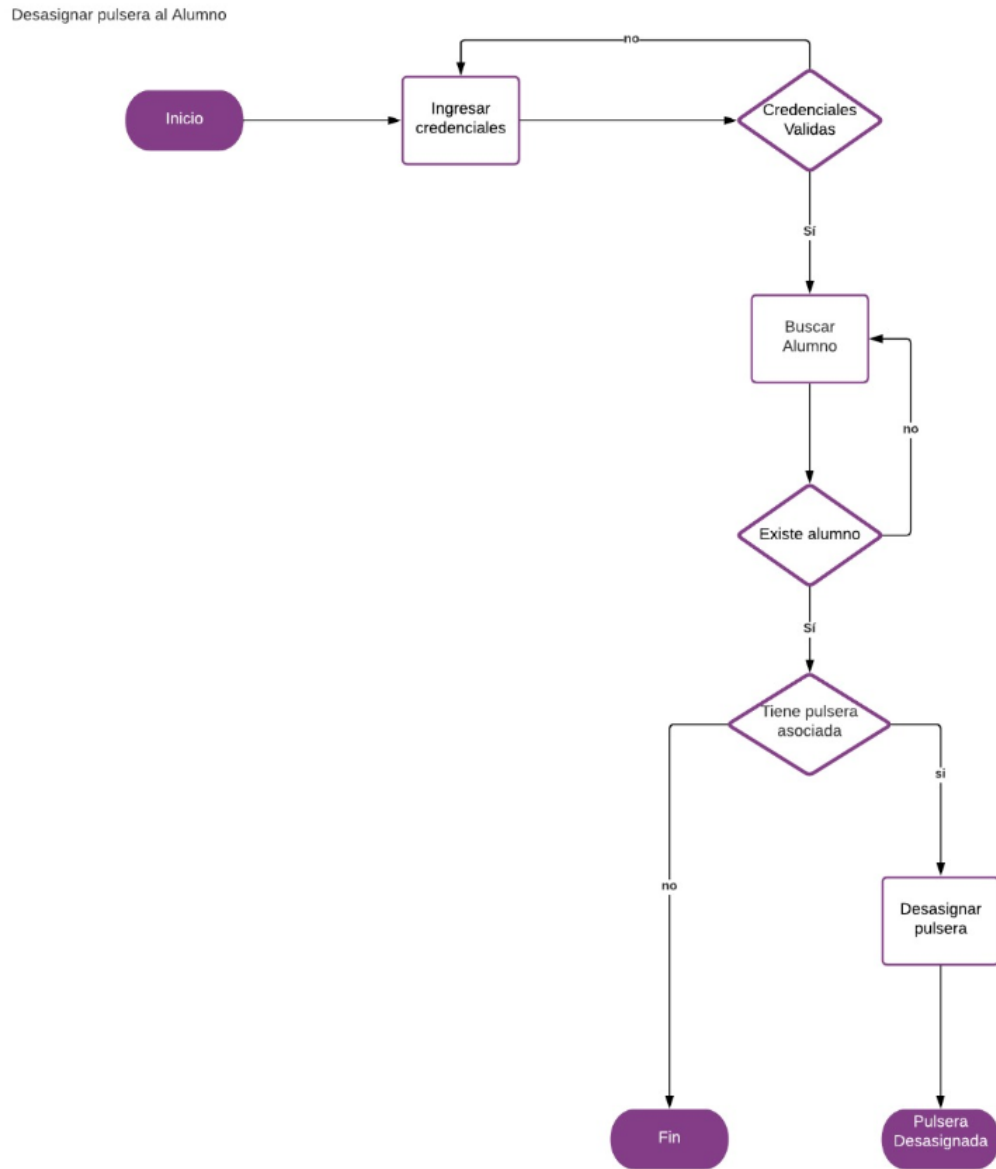 Desasignar pulsera al Alumno
no
Inicio
Ingresar
credenciales
Credenciales
Validas
Sí
Buscar
Alumno
no
Existe alumno
Sí
Tiene pulsera
asociada
si
no
Desasignar
pulsera
Fin
Pulsera
Desasignada